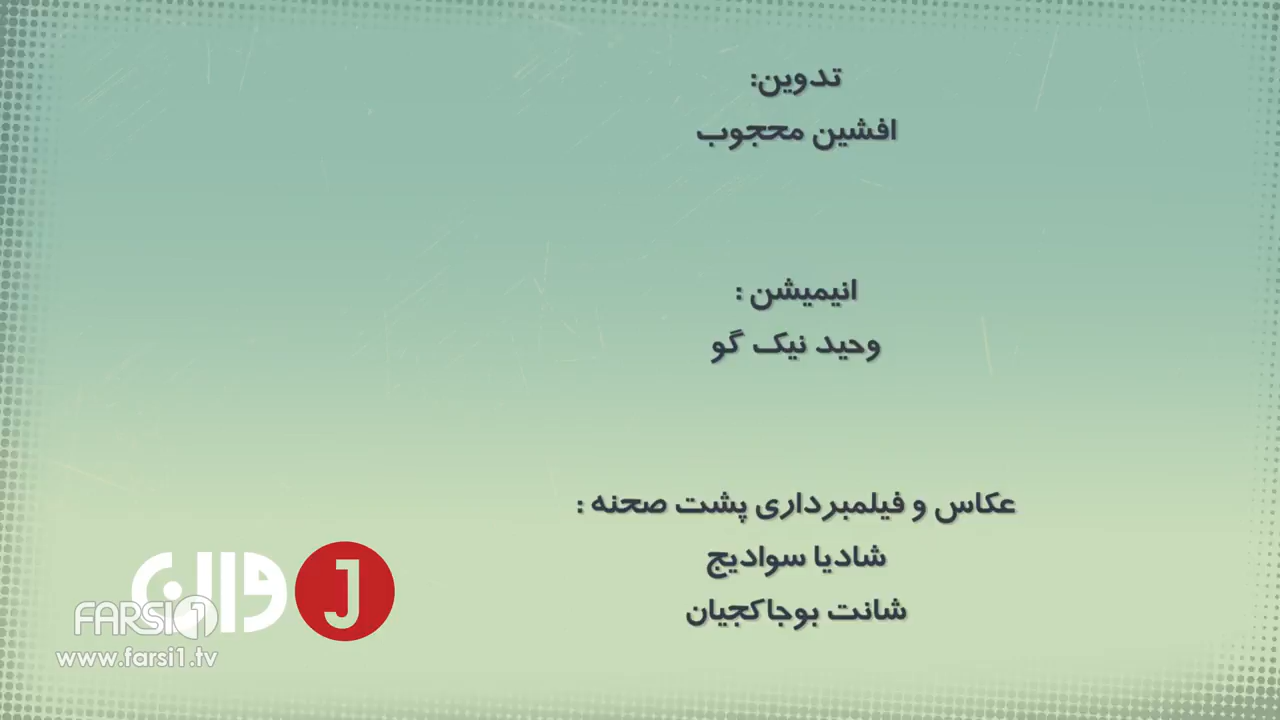 تدوین:
افشین محجوب
انیمیشن :
وحید نیک گو
عکاس و فیلمبرداری پشت صحنه :
شادیا سوادیج
شانت بوجاکجیان
J وان
FARSI1
www.farsi1.tv